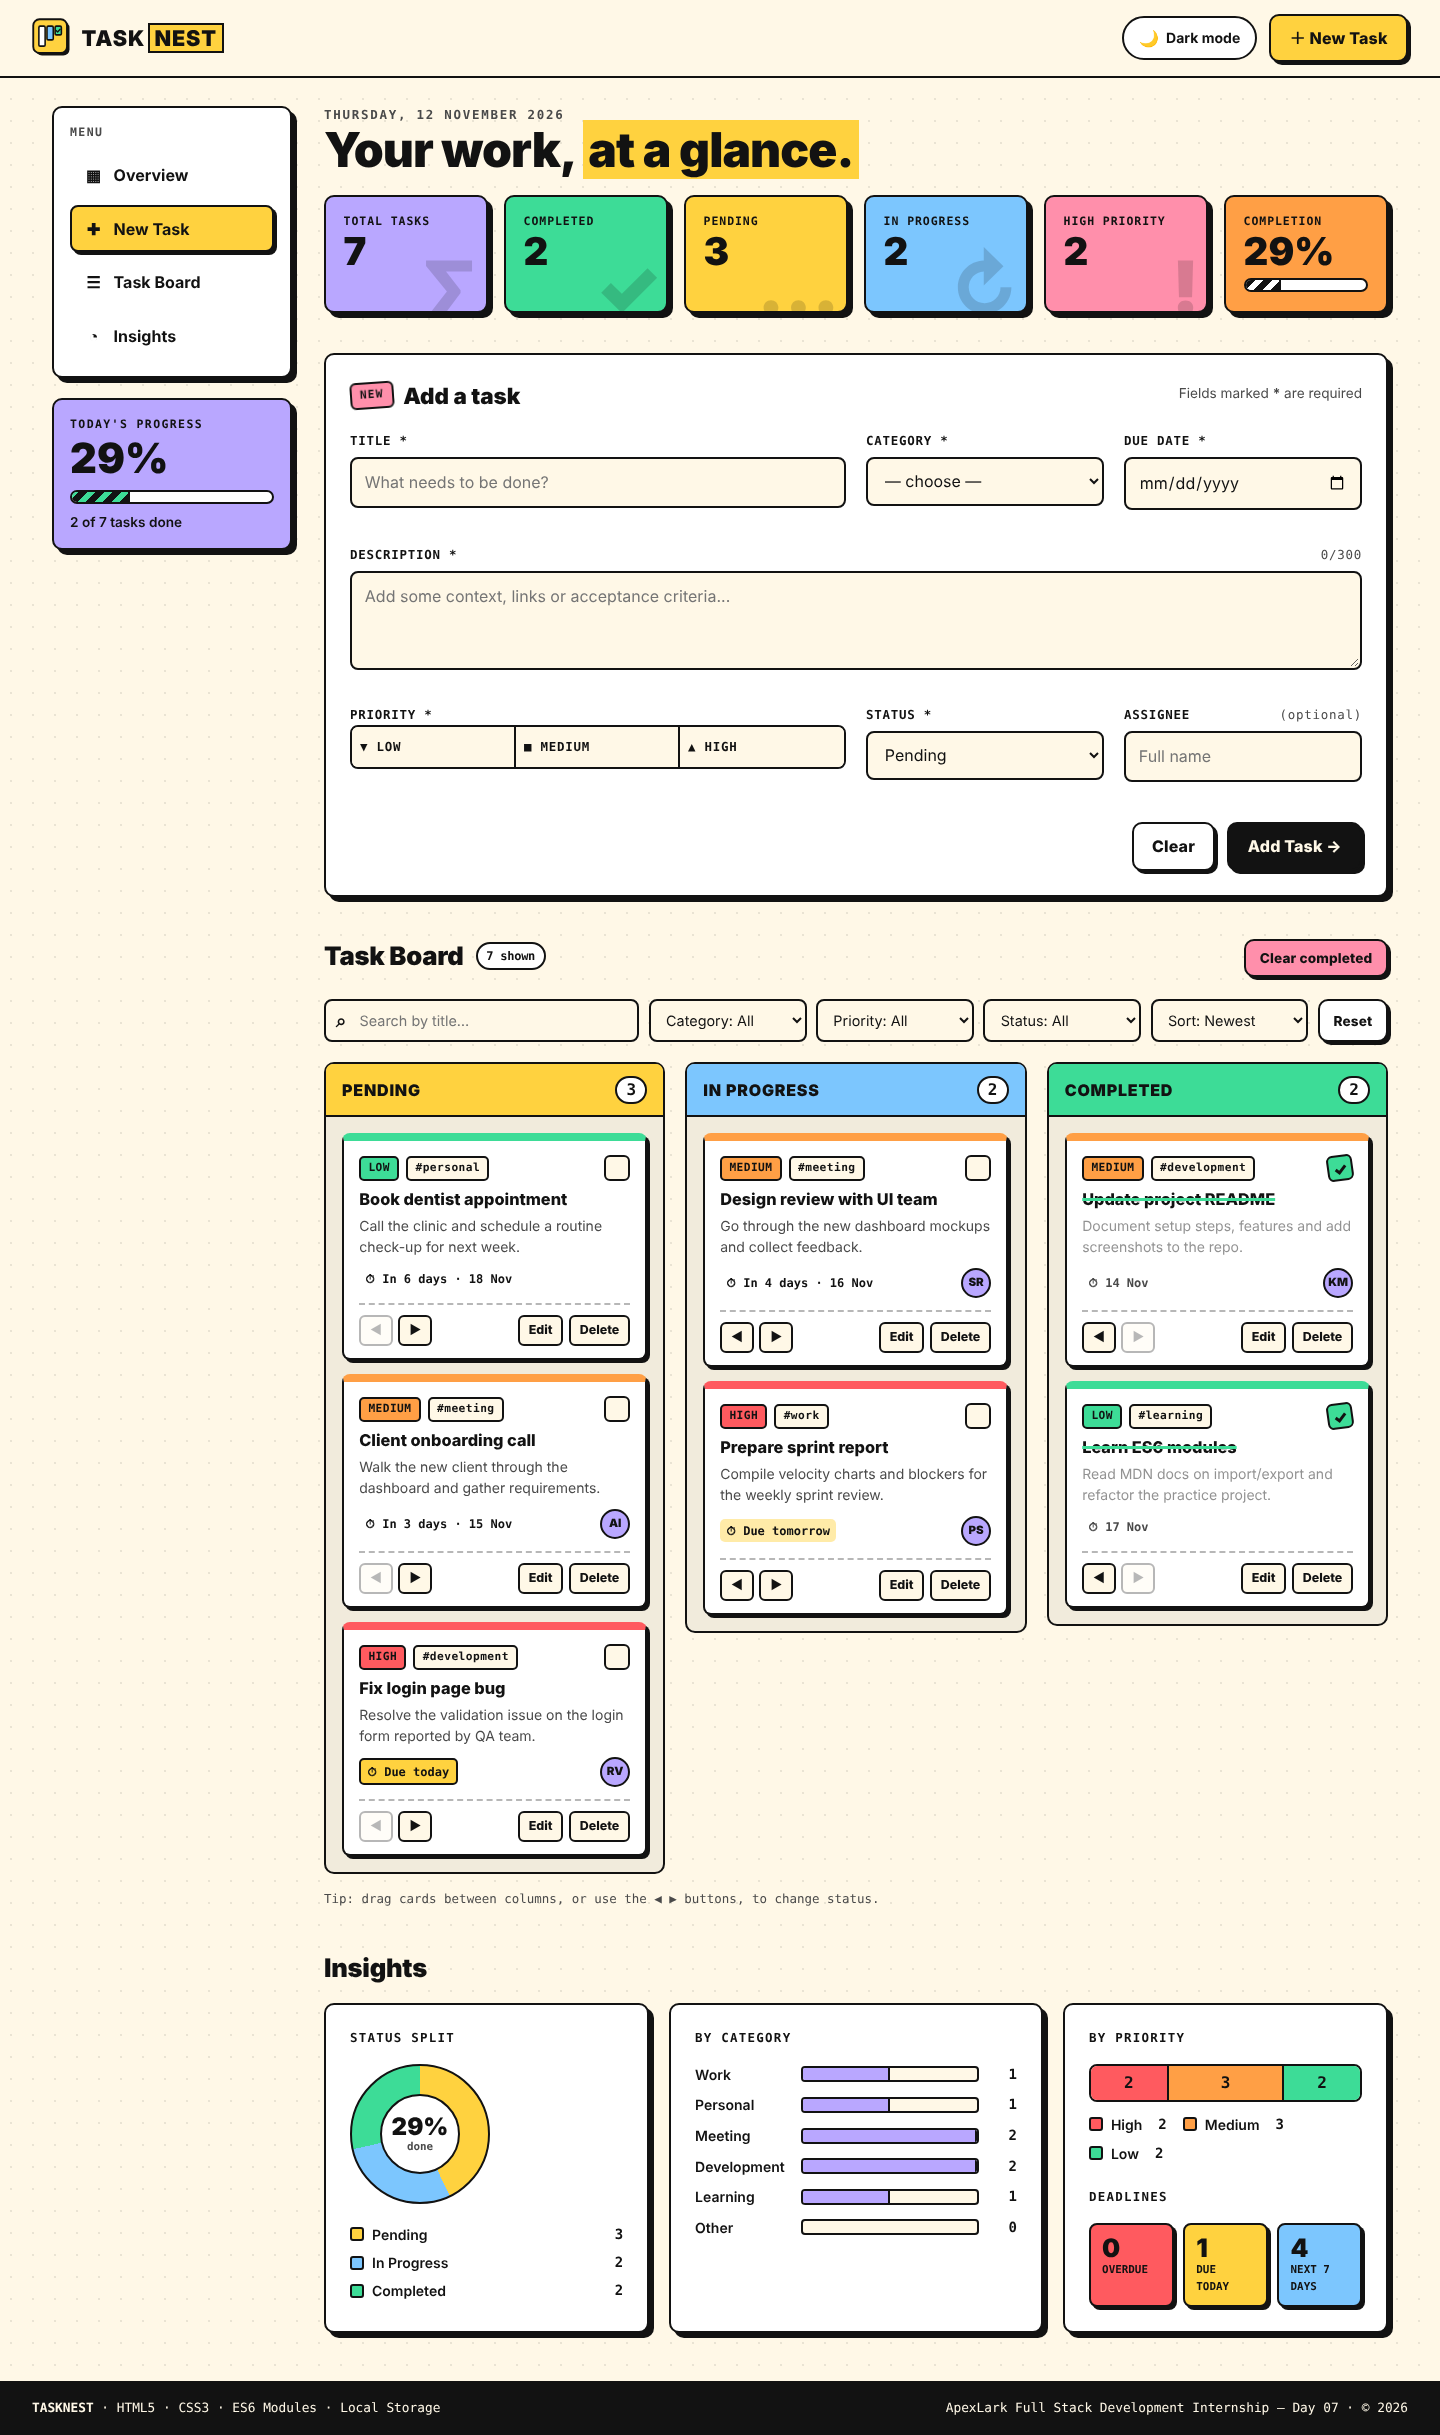 TASK NEST
🌙 Dark mode
+ New Task
MENU
Overview
New Task
Task Board
Insights
TODAY'S PROGRESS
29%
2 of 7 tasks done
THURSDAY, 12 NOVEMBER 2026
Your work, at a glance.
TOTAL TASKS
7
Σ
COMPLETED
2
PENDING
3
IN PROGRESS
2
HIGH PRIORITY
2
!
COMPLETION
29%
NEW
Add a task
Fields marked * are required
TITLE *
What needs to be done?
CATEGORY *
— choose —
DUE DATE *
mm/dd/yyyy
DESCRIPTION *
0/300
Add some context, links or acceptance criteria...
PRIORITY *
▼ LOW
■ MEDIUM
▲ HIGH
STATUS *
Pending
ASSIGNEE
(optional)
Full name
Clear
Add Task →
Task Board
7 shown
Clear completed
Search by title...
Category: All
Priority: All
Status: All
Sort: Newest
Reset
PENDING
3
LOW
#personal
Book dentist appointment
Call the clinic and schedule a routine
check-up for next week.
⏱ In 6 days · 18 Nov
◀ ▶
Edit
Delete
MEDIUM
#meeting
Client onboarding call
Walk the new client through the
dashboard and gather requirements.
⏱ In 3 days · 15 Nov
AI
◀ ▶
Edit
Delete
HIGH
#development
Fix login page bug
Resolve the validation issue on the login
form reported by QA team.
⏱ Due today
RV
◀ ▶
Edit
Delete
IN PROGRESS
2
MEDIUM
#meeting
Design review with UI team
Go through the new dashboard mockups
and collect feedback.
⏱ In 4 days · 16 Nov
SR
◀ ▶
Edit
Delete
HIGH
#work
Prepare sprint report
Compile velocity charts and blockers for
the weekly sprint review.
⏱ Due tomorrow
PS
◀ ▶
Edit
Delete
COMPLETED
2
MEDIUM
#development
Update project README
Document setup steps, features and add
screenshots to the repo.
⏱ 14 Nov
KM
◀ ▶
Edit
Delete
LOW
#learning
Learn ES6 modules
Read MDN docs on import/export and
refactor the practice project.
⏱ 17 Nov
◀ ▶
Edit
Delete
Tip: drag cards between columns, or use the ◀ ▶ buttons, to change status.
Insights
STATUS SPLIT
29%
done
Pending 3
In Progress 2
Completed 2
BY CATEGORY
Work 1
Personal 1
Meeting 2
Development 2
Learning 1
Other 0
BY PRIORITY
2 3 2
High 2 Medium 3
Low 2
DEADLINES
0
OVERDUE
1
DUE
TODAY
4
NEXT 7
DAYS
TASKNEST · HTML5 · CSS3 · ES6 Modules · Local Storage
ApexLark Full Stack Development Internship — Day 07 · © 2026